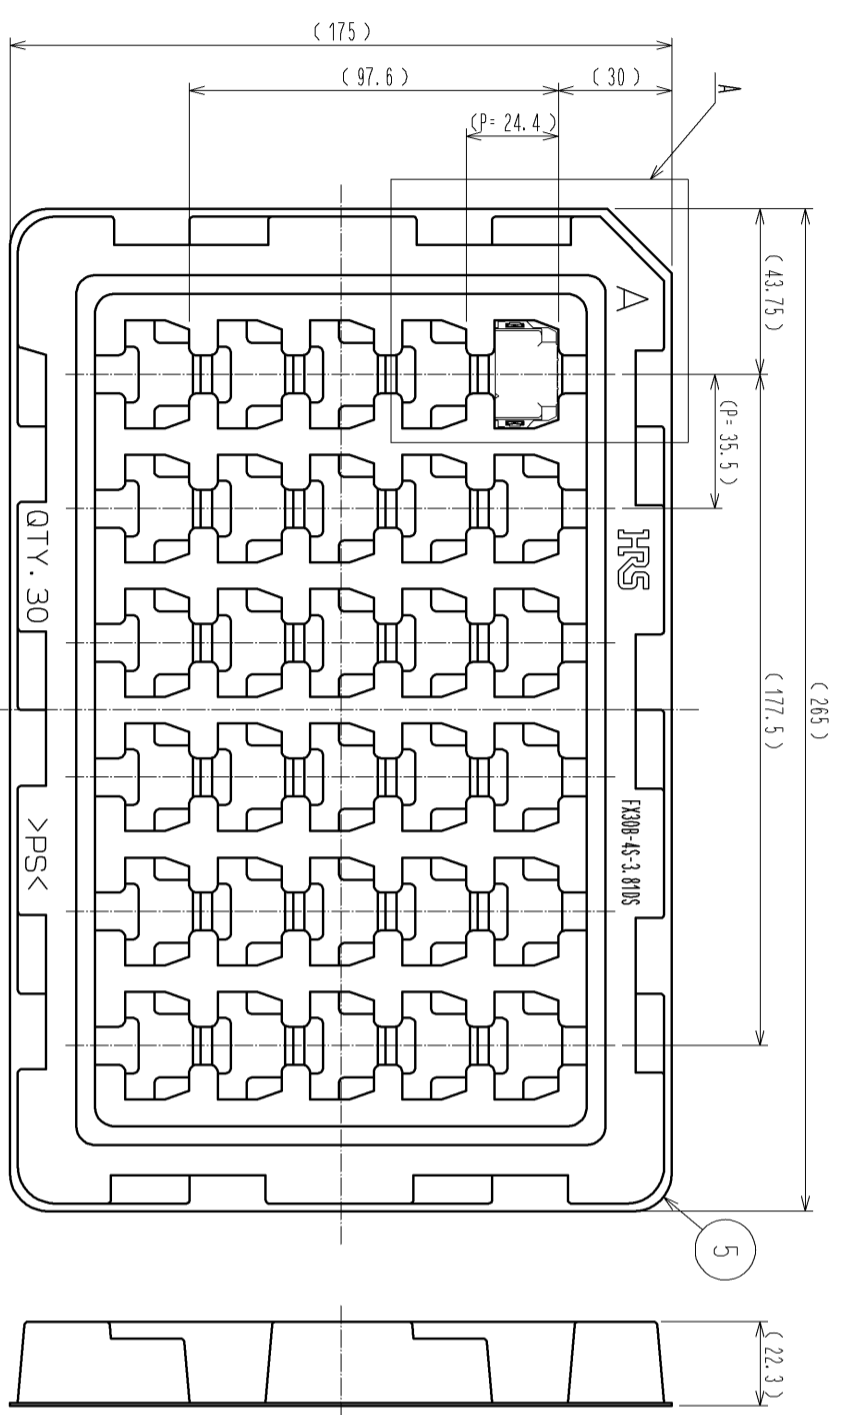 ( 175 )
( 97.6 )
( 30 )
(P= 24.4 )
A
( 43.75 )
(P= 35.5 )
( 177.5 )
( 265 )
A
HRS
FX30B-4S-3.81DS
QTY. 30
>PS<
5
( 22.3 )